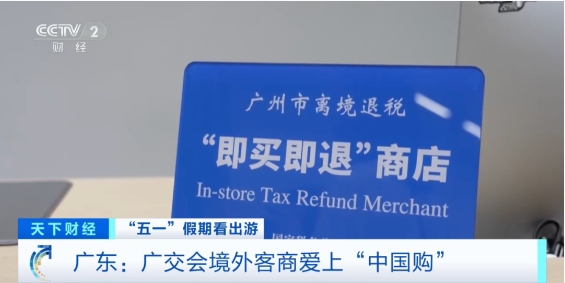 CCTV 2
财经
广州市离境退税
“即买即退”商店
In-store Tax Refund Merchant
天下财经
“五一”假期看出游
广东：广交会境外客商爱上“中国购”